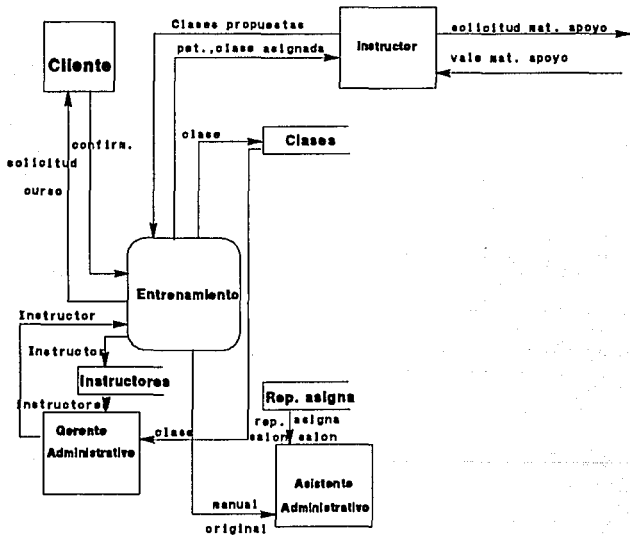 Clases propuestas
solicitud mat. apoyo
pet., clase asignada
Instructor
vale mat. apoyo
Cliente
clase
Clases
confirm.
solicitud
curso
Entrenamiento
Instructor
Instructor
Instructores
Rep. asigna
instructores
rep. asigna
salon salon
Gerente
Administrativo
clase
Asistente
Administrativo
manual
original